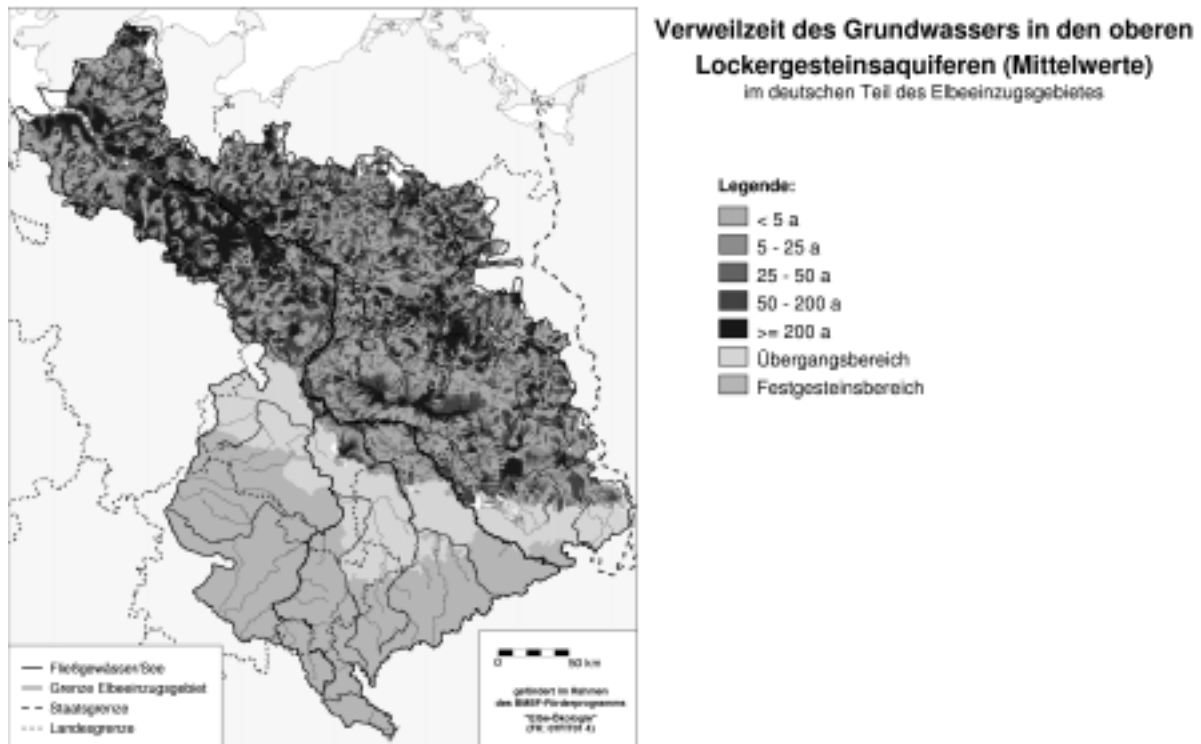 Verweilzeit des Grundwassers in den oberen
Lockergesteinsaquiferen (Mittelwerte)
im deutschen Teil des Elbeeinzugsgebietes
Legende:
< 5 a
5 - 25 a
25 - 50 a
50 - 200 a
>= 200 a
Übergangsbereich
Festgesteinsbereich
Fließgewässer/See
Grenze Elbeeinzugsgebiet
Staatsgrenze
Landesgrenze
0 50 km
gefördert im Rahmen
des BMBF-Förderprogramms
"Elbe-Ökologie"